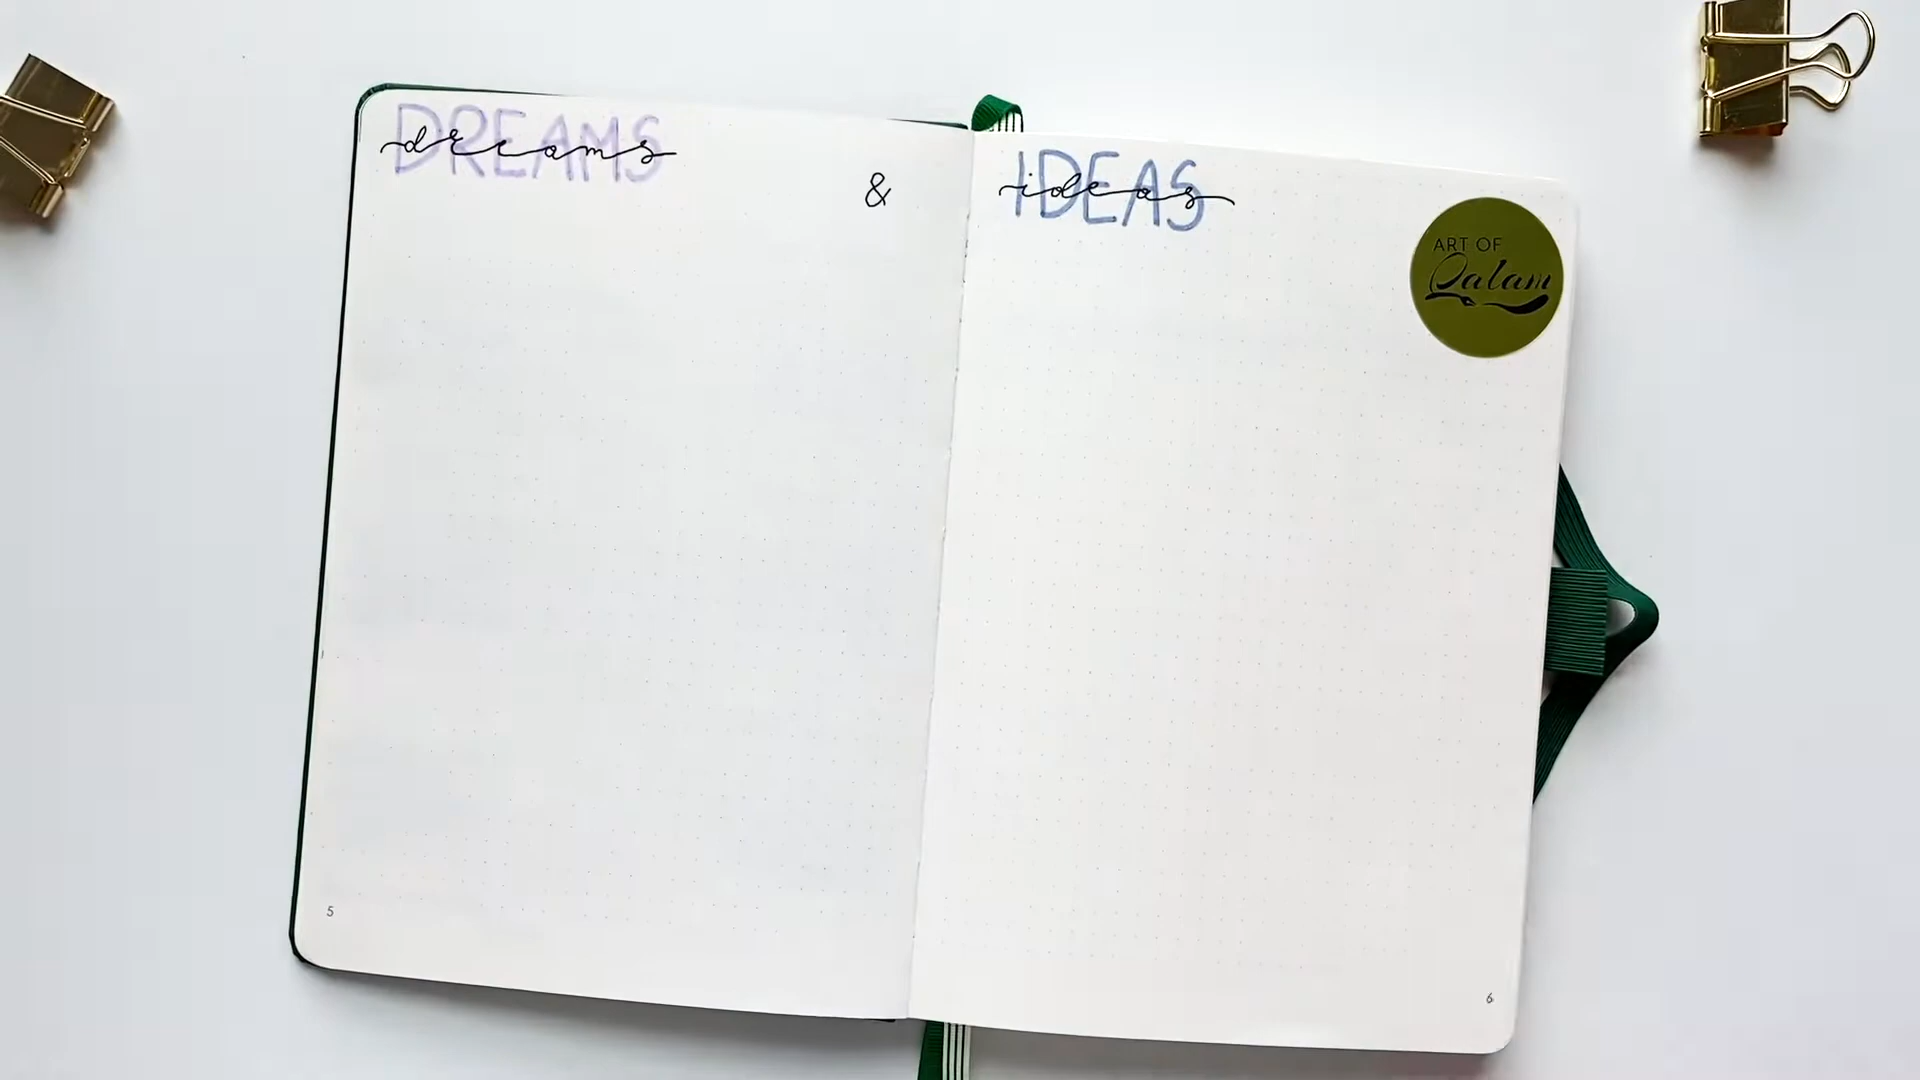 DREAMS
dreams
&
IDEAS
ideas
ART OF
Qalam
5
6